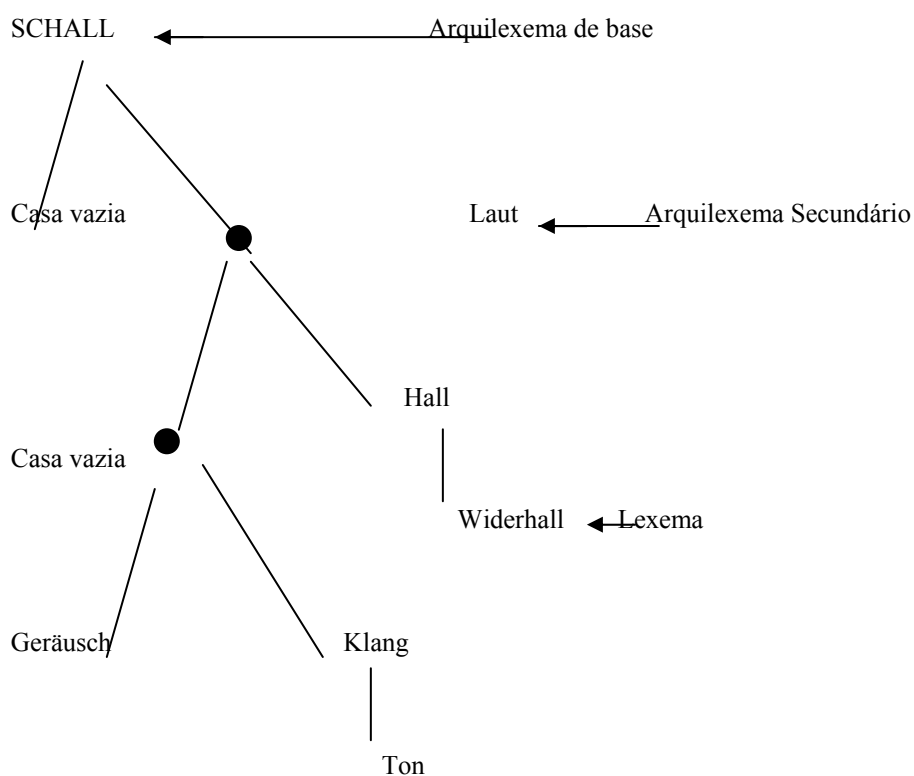 SCHALL Arquilexema de base
Casa vazia Laut Arquilexema Secundário
Hall
Casa vazia
Widerhall Lexema
Geräusch Klang
Ton